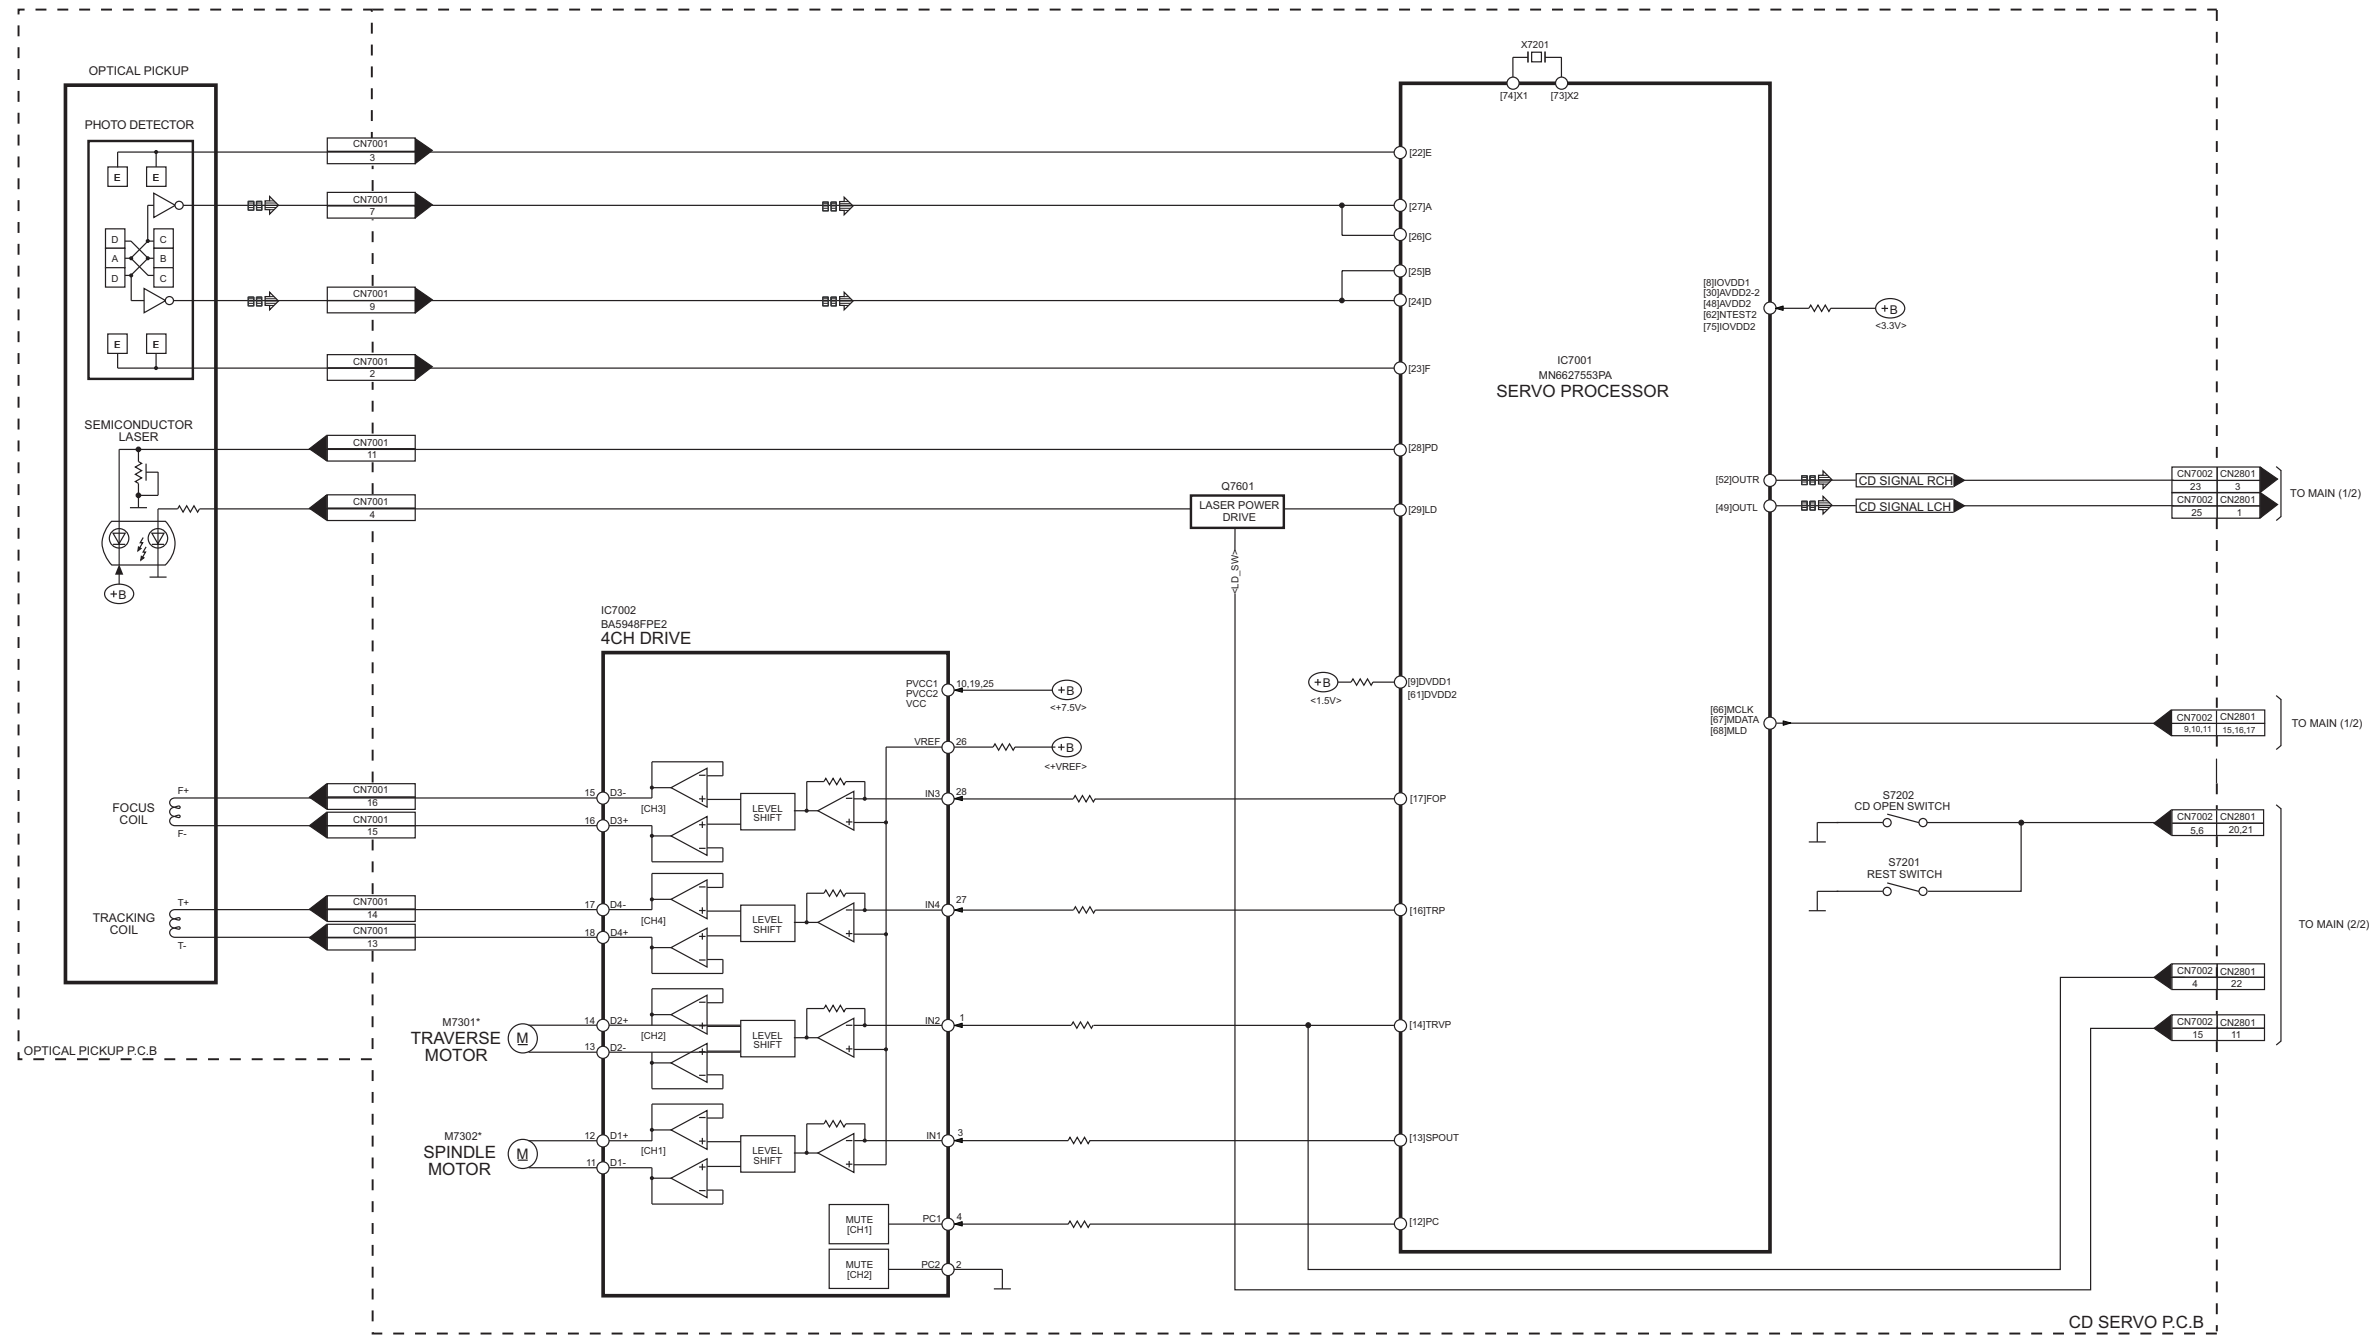 OPTICAL PICKUP
PHOTO DETECTOR
E
E
D
A
D
C
B
C
E
E
SEMICONDUCTOR
LASER
+B
FOCUS
COIL
F+
F-
TRACKING
COIL
T+
T-
OPTICAL PICKUP P.C.B
CN7001
3
CN7001
7
CN7001
9
CN7001
2
CN7001
11
CN7001
4
CN7001
16
CN7001
15
CN7001
14
CN7001
13
M7301*
TRAVERSE
MOTOR
M
M7302*
SPINDLE
MOTOR
M
IC7002
BA5948FPE2
4CH DRIVE
PVCC1
PVCC2
VCC
10,19,25
+B
<+7.5V>
VREF
26
+B
<+VREF>
15
D3-
16
D3+
[CH3]
LEVEL
SHIFT
IN3
28
17
D4-
18
D4+
[CH4]
LEVEL
SHIFT
IN4
27
14
D2+
13
D2-
[CH2]
LEVEL
SHIFT
IN2
1
12
D1+
11
D1-
[CH1]
LEVEL
SHIFT
IN1
3
MUTE
[CH1]
PC1
4
MUTE
[CH2]
PC2
2
Q7601
LASER POWER
DRIVE
LD_SW
X7201
[74]X1
[73]X2
[22]E
[27]A
[26]C
[25]B
[24]D
[23]F
[28]PD
[29]LD
+B
<1.5V>
[9]DVDD1
[61]DVDD2
[17]FOP
[16]TRP
[14]TRVP
[13]SPOUT
[12]PC
IC7001
MN6627553PA
SERVO PROCESSOR
[8]IOVDD1
[30]AVDD2-2
[48]AVDD2
[62]NTEST2
[75]IOVDD2
+B
<3.3V>
[52]OUTR
CD SIGNAL RCH
[49]OUTL
CD SIGNAL LCH
CN7002 CN2801
23 3
CN7002 CN2801
25 1
TO MAIN (1/2)
[66]MCLK
[67]MDATA
[68]MLD
CN7002 CN2801
9,10,11 15,16,17
TO MAIN (1/2)
S7202
CD OPEN SWITCH
S7201
REST SWITCH
CN7002 CN2801
5,6 20,21
CN7002 CN2801
4 22
CN7002 CN2801
15 11
TO MAIN (2/2)
CD SERVO P.C.B